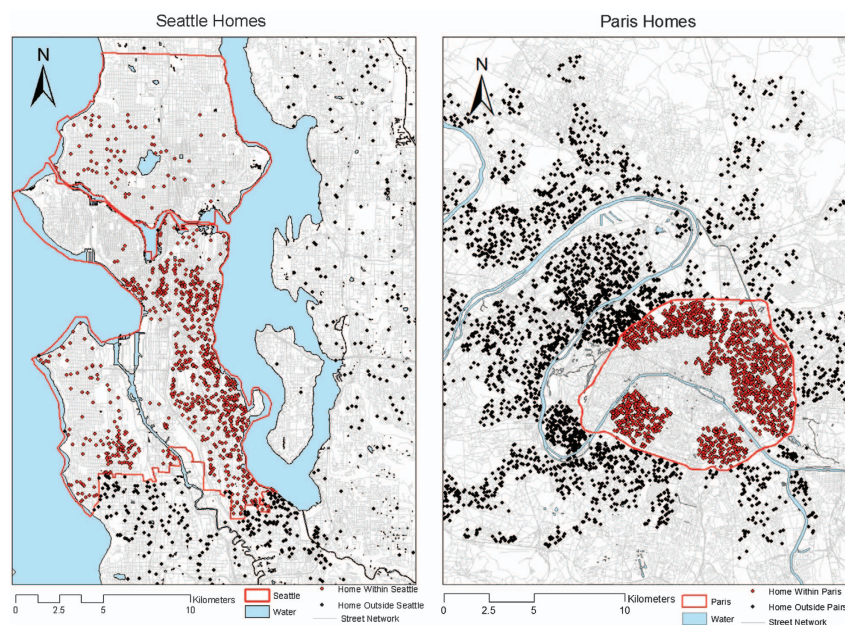 Seattle Homes
Paris Homes
N
N
0 2.5 5 10 Kilometers
Seattle
Water
Home Within Seattle
Home Outside Seattle
Street Network
0 2.5 5 10 Kilometers
Paris
Water
Home Within Paris
Home Outside Pairs
Street Network